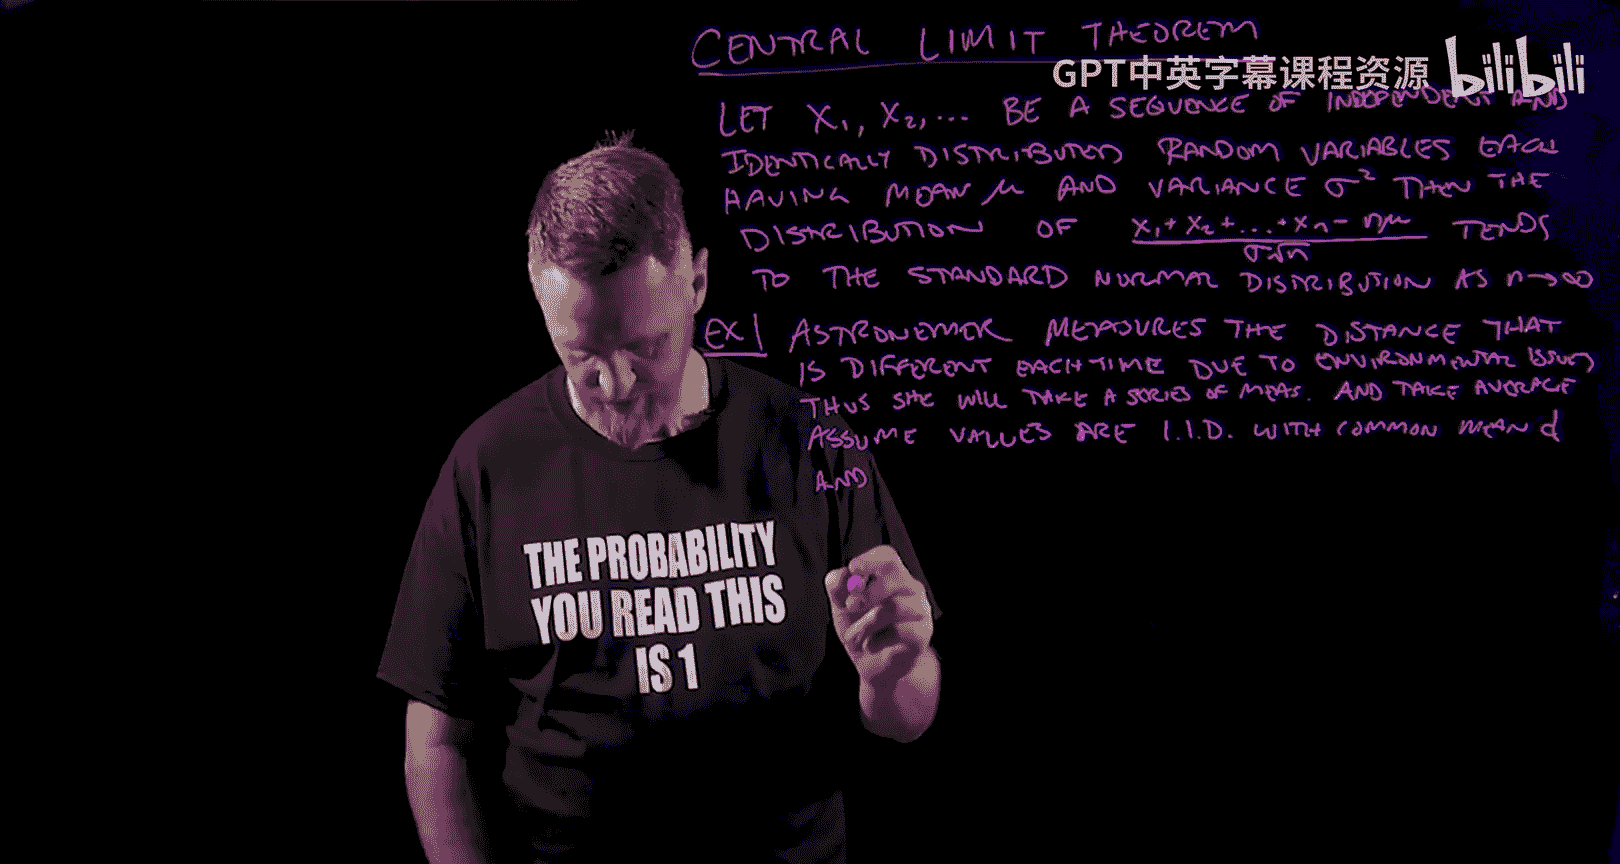 CENTRAL LIMIT THEOREM
GPT中英字幕课程资源 bilibili
LET X₁, X₂, ... BE A SEQUENCE OF INDEPENDENT AND
IDENTICALLY DISTRIBUTED RANDOM VARIABLES EACH
HAVING MEAN μ AND VARIANCE σ² THEN THE
DISTRIBUTION OF (X₁ + X₂ + ... + Xₙ - nμ) / (σ√n) TENDS
TO THE STANDARD NORMAL DISTRIBUTION AS n→∞
EX | ASTRONEMER MEASURES THE DISTANCE THAT
IS DIFFERENT EACH TIME DUE TO ENVIRONMENTAL ISSUES
THUS SHE WILL TAKE A SERIES OF MEAS. AND TAKE AVERAGE
ASSUME VALUES ARE I.I.D. WITH COMMON MEAN d
AND
THE PROBABILITY
YOU READ THIS
IS 1